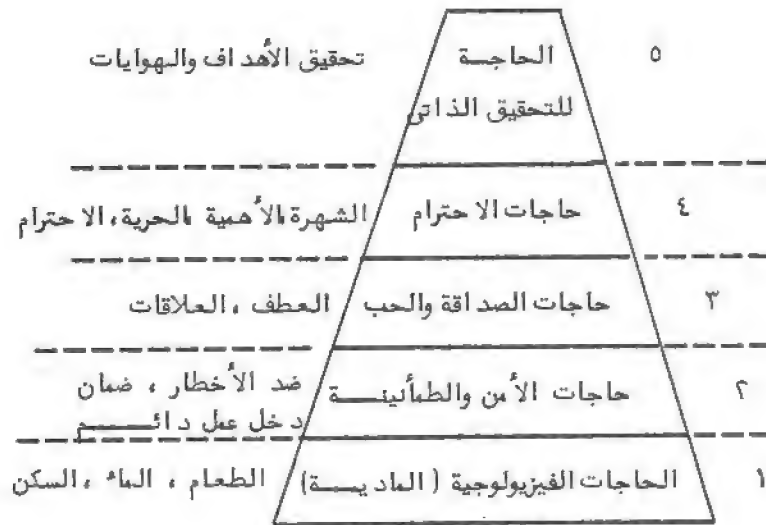 ٥ الحاجة تحقيق الأهداف والهوايات
للتحقيق الذاتى
٤ حاجات الاحترام الشهرة، الأهمية، الحرية، الاحترام
٣ حاجات الصداقة والحب العطف، العلاقات
٢ حاجات الأمن والطمأنينة ضد الأخطار، ضمان
دخل عمل دائم
١ الحاجات الفيزيولوجية (المادية) الطعام، الماء، السكن